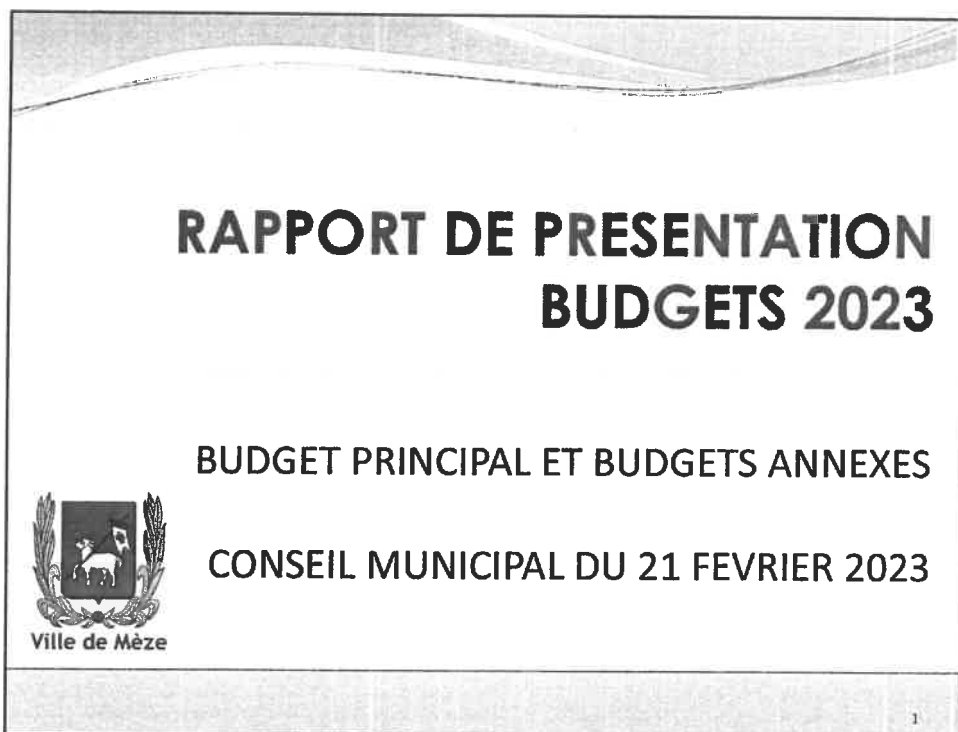 RAPPORT DE PRESENTATION
BUDGETS 2023
BUDGET PRINCIPAL ET BUDGETS ANNEXES
CONSEIL MUNICIPAL DU 21 FEVRIER 2023
Ville de Mèze
1